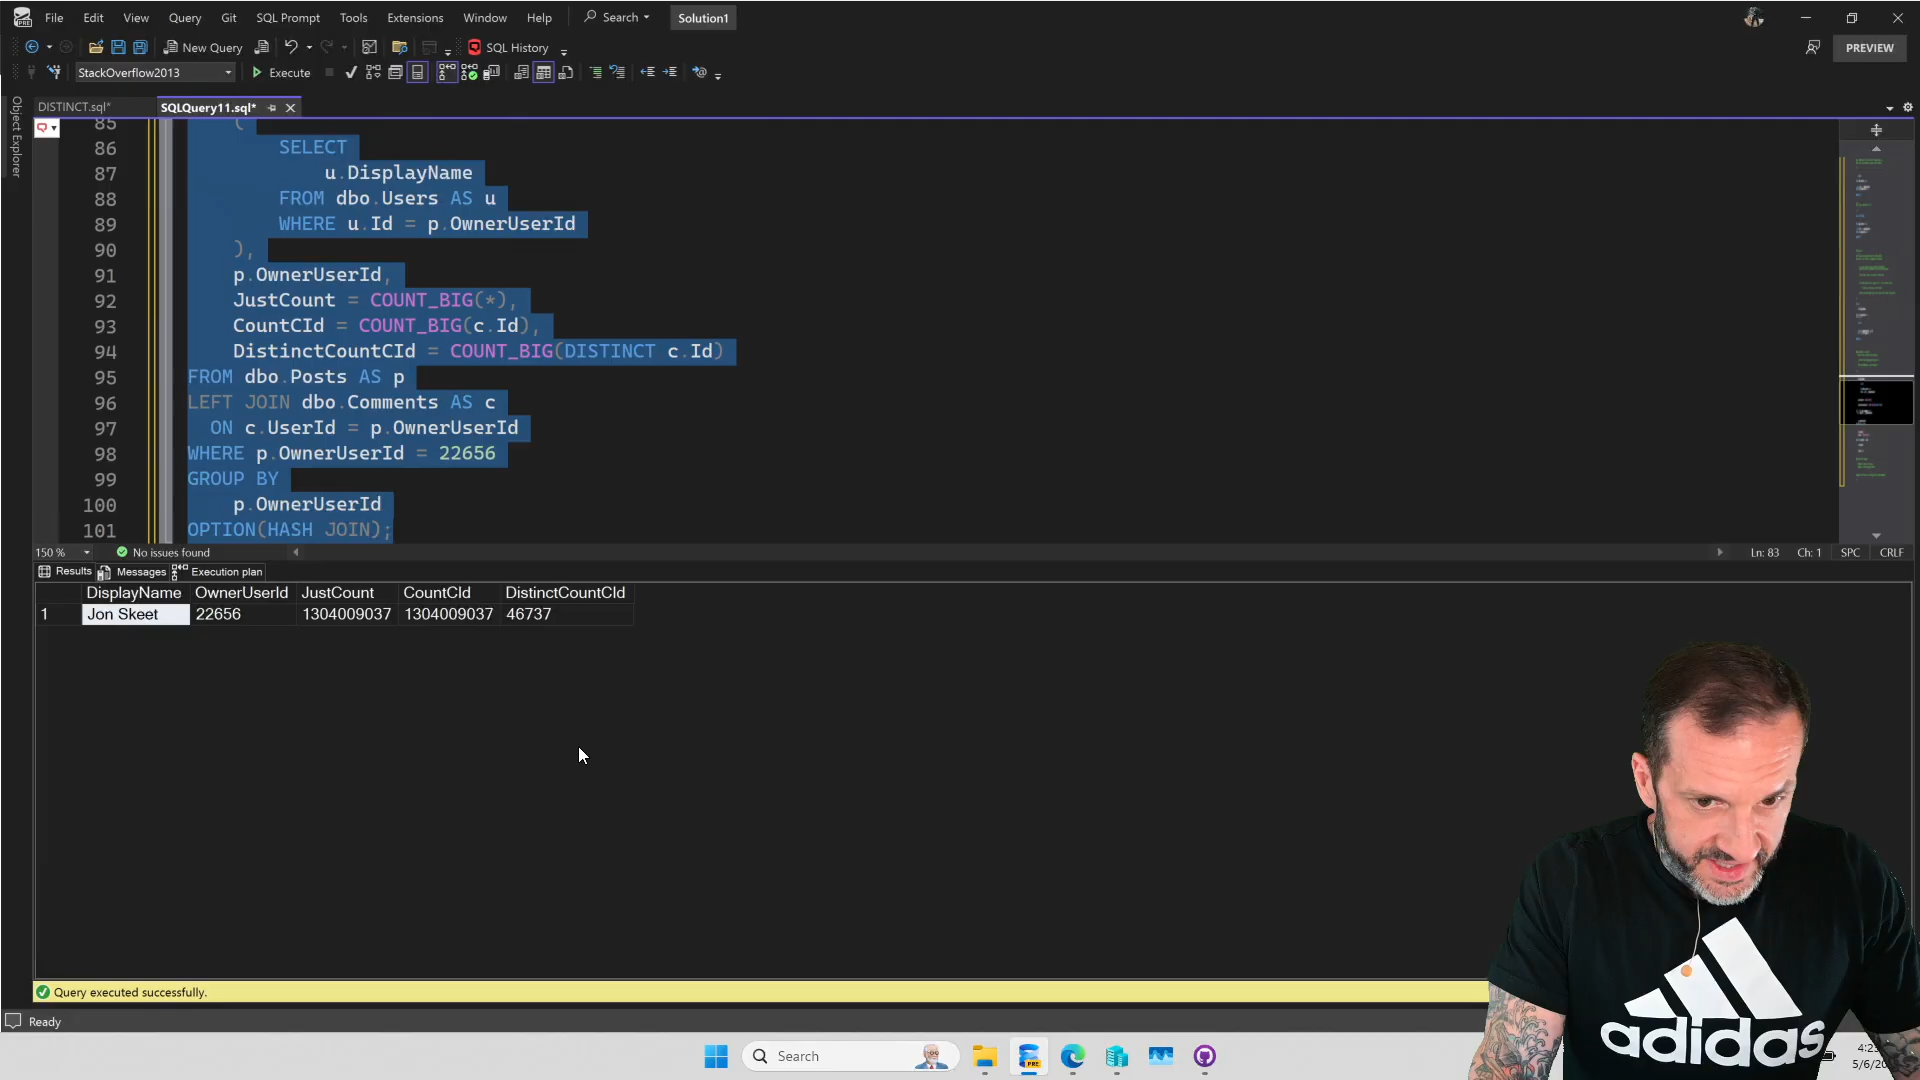 File Edit View Query Git SQL Prompt Tools Extensions Window Help Search Solution1
New Query SQL History PREVIEW
StackOverflow2013 Execute
Object Explorer
DISTINCT.sql* SQLQuery11.sql*
85 (
86 SELECT
87 u.DisplayName
88 FROM dbo.Users AS u
89 WHERE u.Id = p.OwnerUserId
90 ),
91 p.OwnerUserId,
92 JustCount = COUNT_BIG(*),
93 CountCId = COUNT_BIG(c.Id),
94 DistinctCountCId = COUNT_BIG(DISTINCT c.Id)
95 FROM dbo.Posts AS p
96 LEFT JOIN dbo.Comments AS c
97 ON c.UserId = p.OwnerUserId
98 WHERE p.OwnerUserId = 22656
99 GROUP BY
100 p.OwnerUserId
101 OPTION(HASH JOIN);
150 % No issues found Ln: 83 Ch: 1 SPC CRLF
Results Messages Execution plan
DisplayName OwnerUserId JustCount CountCId DistinctCountCId
1 Jon Skeet 22656 1304009037 1304009037 46737
Query executed successfully.
Ready
Search
PRE
adidas